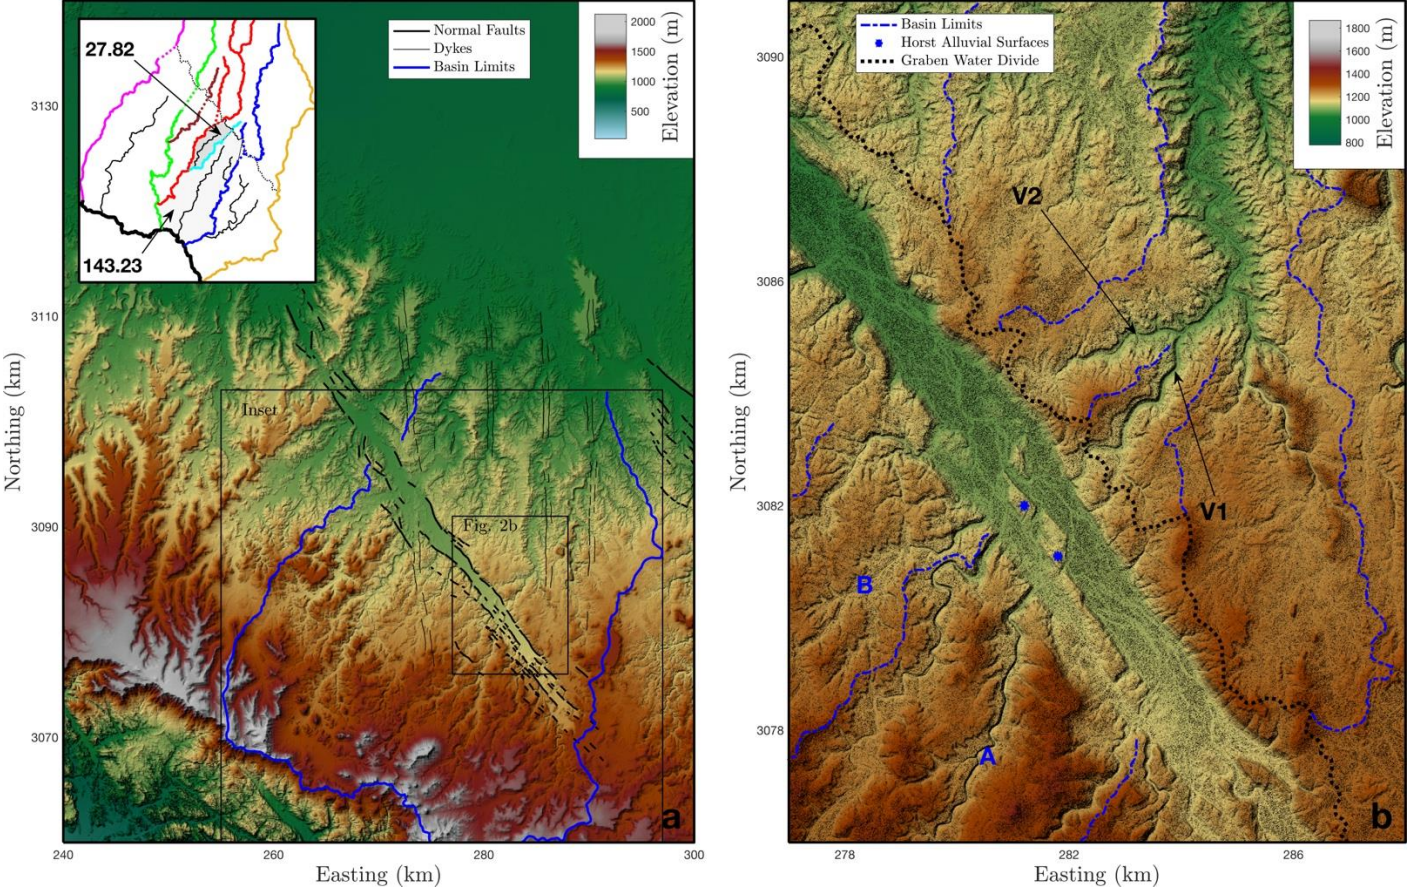 27.82
143.23
Normal Faults
Dykes
Basin Limits
2000
1500
1000
500
Elevation (m)
Inset
Fig. 2b
a
3130
3110
3090
3070
Northing (km)
240
260
280
300
Easting (km)
Basin Limits
Horst Alluvial Surfaces
Graben Water Divide
1800
1600
1400
1200
1000
800
Elevation (m)
V2
V1
B
A
b
3090
3086
3082
3078
Northing (km)
278
282
286
Easting (km)